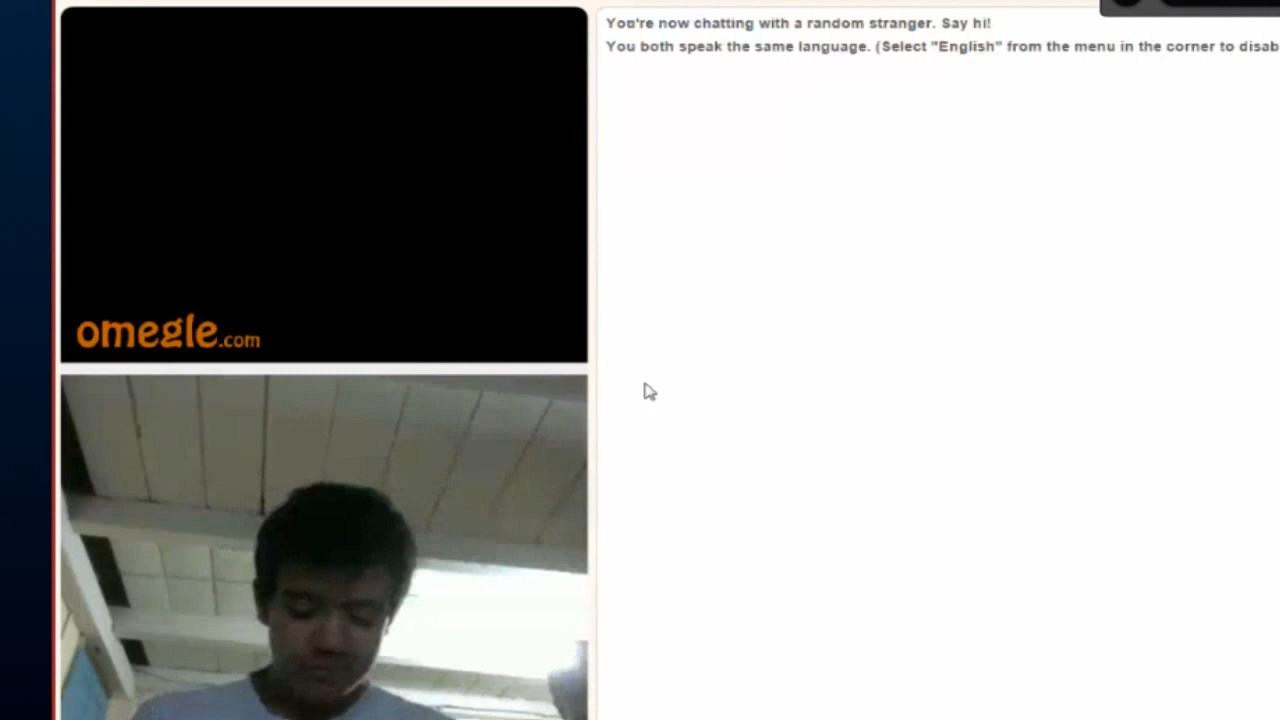 You're now chatting with a random stranger. Say hi!
You both speak the same language. (Select "English" from the menu in the corner to disab
omegle.com